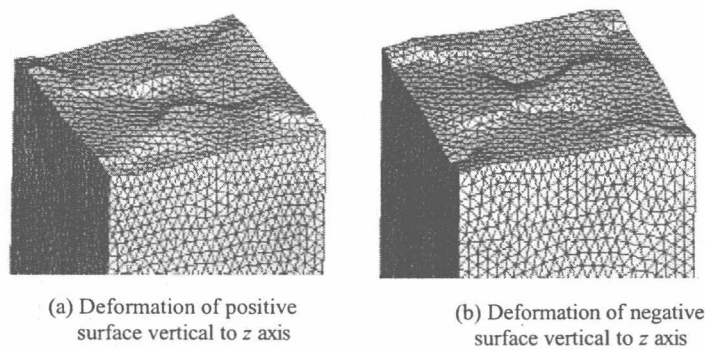 (a) Deformation of positive
surface vertical to z axis
(b) Deformation of negative
surface vertical to z axis